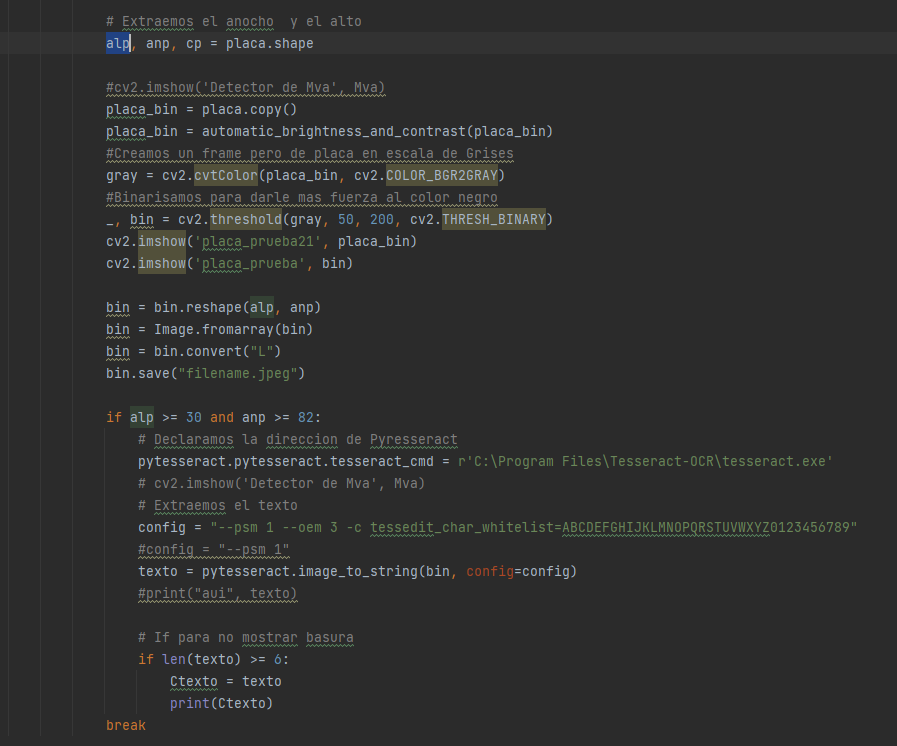 # Extraemos el anocho  y el alto
alp, anp, cp = placa.shape
#cv2.imshow('Detector de Mva', Mva)
placa_bin = placa.copy()
placa_bin = automatic_brightness_and_contrast(placa_bin)
#Creamos un frame pero de placa en escala de Grises
gray = cv2.cvtColor(placa_bin, cv2.COLOR_BGR2GRAY)
#Binarisamos para darle mas fuerza al color negro
_, bin = cv2.threshold(gray, 50, 200, cv2.THRESH_BINARY)
cv2.imshow('placa_prueba21', placa_bin)
cv2.imshow('placa_prueba', bin)
bin = bin.reshape(alp, anp)
bin = Image.fromarray(bin)
bin = bin.convert("L")
bin.save("filename.jpeg")
if alp >= 30 and anp >= 82:
# Declaramos la direccion de Pyresseract
pytesseract.pytesseract.tesseract_cmd = r'C:\Program Files\Tesseract-OCR\tesseract.exe'
# cv2.imshow('Detector de Mva', Mva)
# Extraemos el texto
config = "--psm 1 --oem 3 -c tessedit_char_whitelist=ABCDEFGHIJKLMNOPQRSTUVWXYZ0123456789"
#config = "--psm 1"
texto = pytesseract.image_to_string(bin, config=config)
#print("aui", texto)
# If para no mostrar basura
if len(texto) >= 6:
Ctexto = texto
print(Ctexto)
break